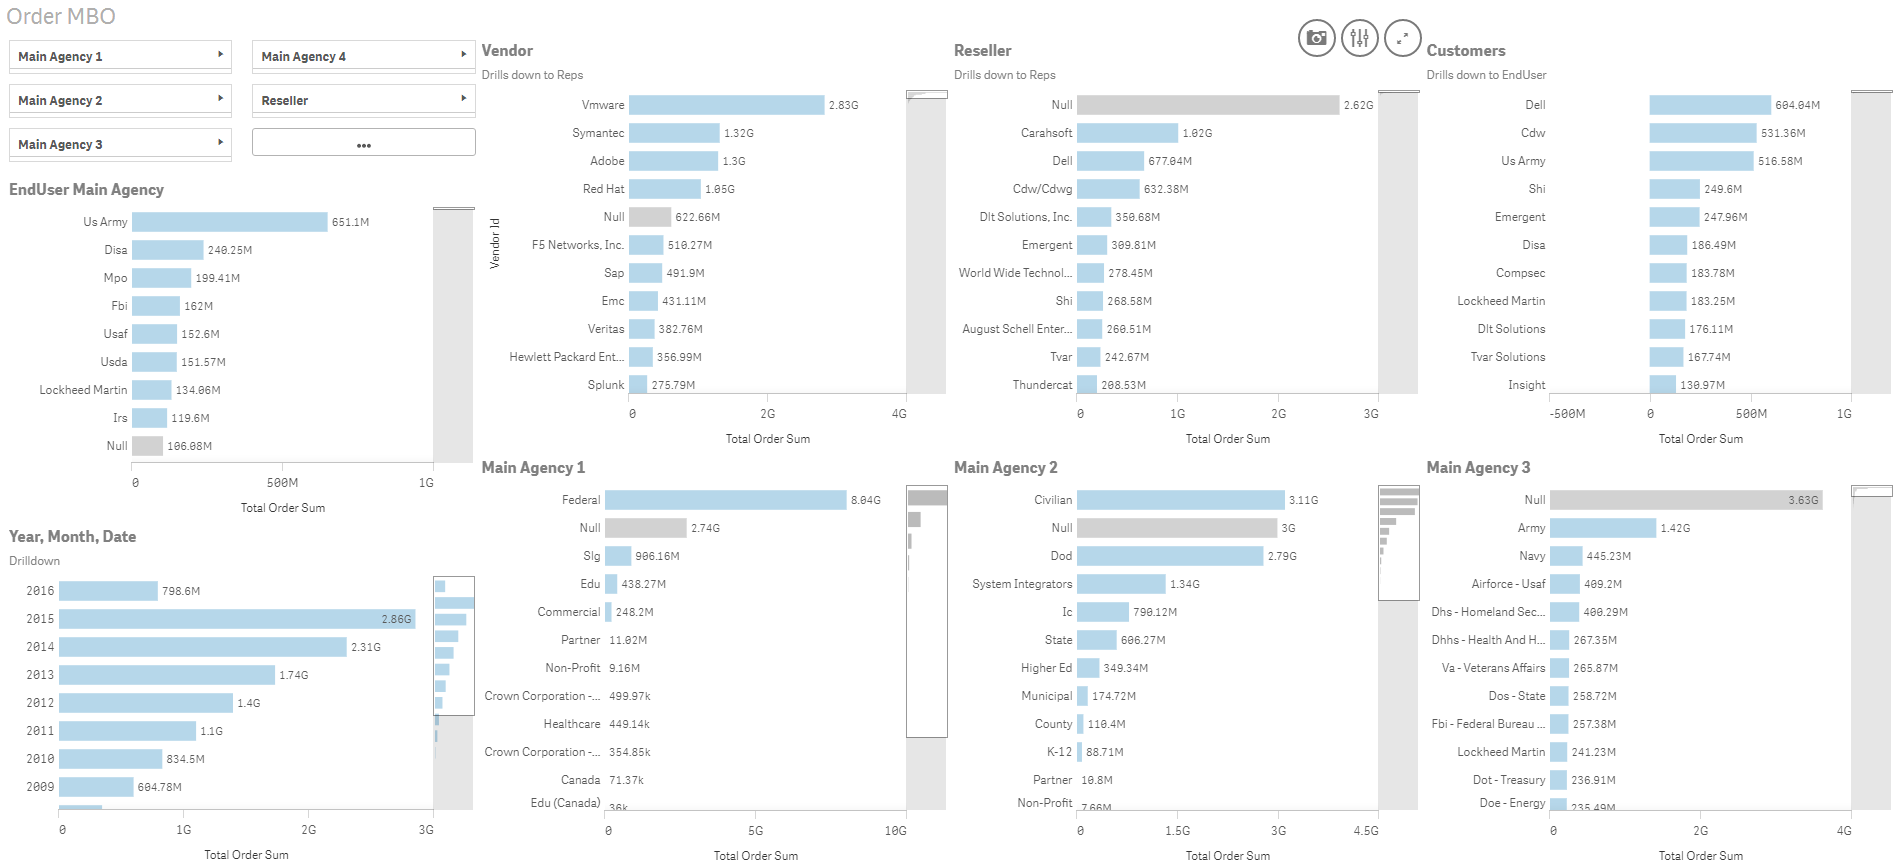 Order MBO
Main Agency 1
Main Agency 4
Main Agency 2
Reseller
Main Agency 3
•••
EndUser Main Agency
Us Army 651.1M
Disa 240.25M
Mpo 199.41M
Fbi 162M
Usaf 152.6M
Usda 151.57M
Lockheed Martin 134.06M
Irs 119.6M
Null 106.08M
0 500M 1G
Total Order Sum
Year, Month, Date
Drilldown
2016 798.6M
2015 2.86G
2014 2.31G
2013 1.74G
2012 1.4G
2011 1.1G
2010 834.5M
2009 604.78M
0 1G 2G 3G
Total Order Sum
Vendor
Drills down to Reps
Vendor Id
Vmware 2.83G
Symantec 1.32G
Adobe 1.3G
Red Hat 1.05G
Null 622.66M
F5 Networks, Inc. 510.27M
Sap 491.9M
Emc 431.11M
Veritas 382.76M
Hewlett Packard Ent... 356.99M
Splunk 275.79M
0 2G 4G
Total Order Sum
Reseller
Drills down to Reps
Null 2.62G
Carahsoft 1.02G
Dell 677.04M
Cdw/Cdwg 632.38M
Dlt Solutions, Inc. 350.68M
Emergent 309.81M
World Wide Technol... 278.45M
Shi 268.58M
August Schell Enter... 260.51M
Tvar 242.67M
Thundercat 208.53M
0 1G 2G 3G
Total Order Sum
Customers
Drills down to EndUser
Dell 604.04M
Cdw 531.36M
Us Army 516.58M
Shi 249.6M
Emergent 247.96M
Disa 186.49M
Compsec 183.78M
Lockheed Martin 183.25M
Dlt Solutions 176.11M
Tvar Solutions 167.74M
Insight 130.97M
-500M 0 500M 1G
Total Order Sum
Main Agency 1
Federal 8.04G
Null 2.74G
Slg 906.16M
Edu 438.27M
Commercial 248.2M
Partner 11.02M
Non-Profit 9.16M
Crown Corporation -... 499.97k
Healthcare 449.14k
Crown Corporation -... 354.85k
Canada 71.37k
Edu (Canada) 36k
0 5G 10G
Total Order Sum
Main Agency 2
Civilian 3.11G
Null 3G
Dod 2.79G
System Integrators 1.34G
Ic 790.12M
State 606.27M
Higher Ed 349.34M
Municipal 174.72M
County 110.4M
K-12 88.71M
Partner 10.8M
Non-Profit 7.66M
0 1.5G 3G 4.5G
Total Order Sum
Main Agency 3
Null 3.63G
Army 1.42G
Navy 445.23M
Airforce - Usaf 409.2M
Dhs - Homeland Sec... 400.29M
Dhhs - Health And H... 267.35M
Va - Veterans Affairs 265.87M
Dos - State 258.72M
Fbi - Federal Bureau ... 257.38M
Lockheed Martin 241.23M
Dot - Treasury 236.91M
Doe - Energy 235.49M
0 2G 4G
Total Order Sum